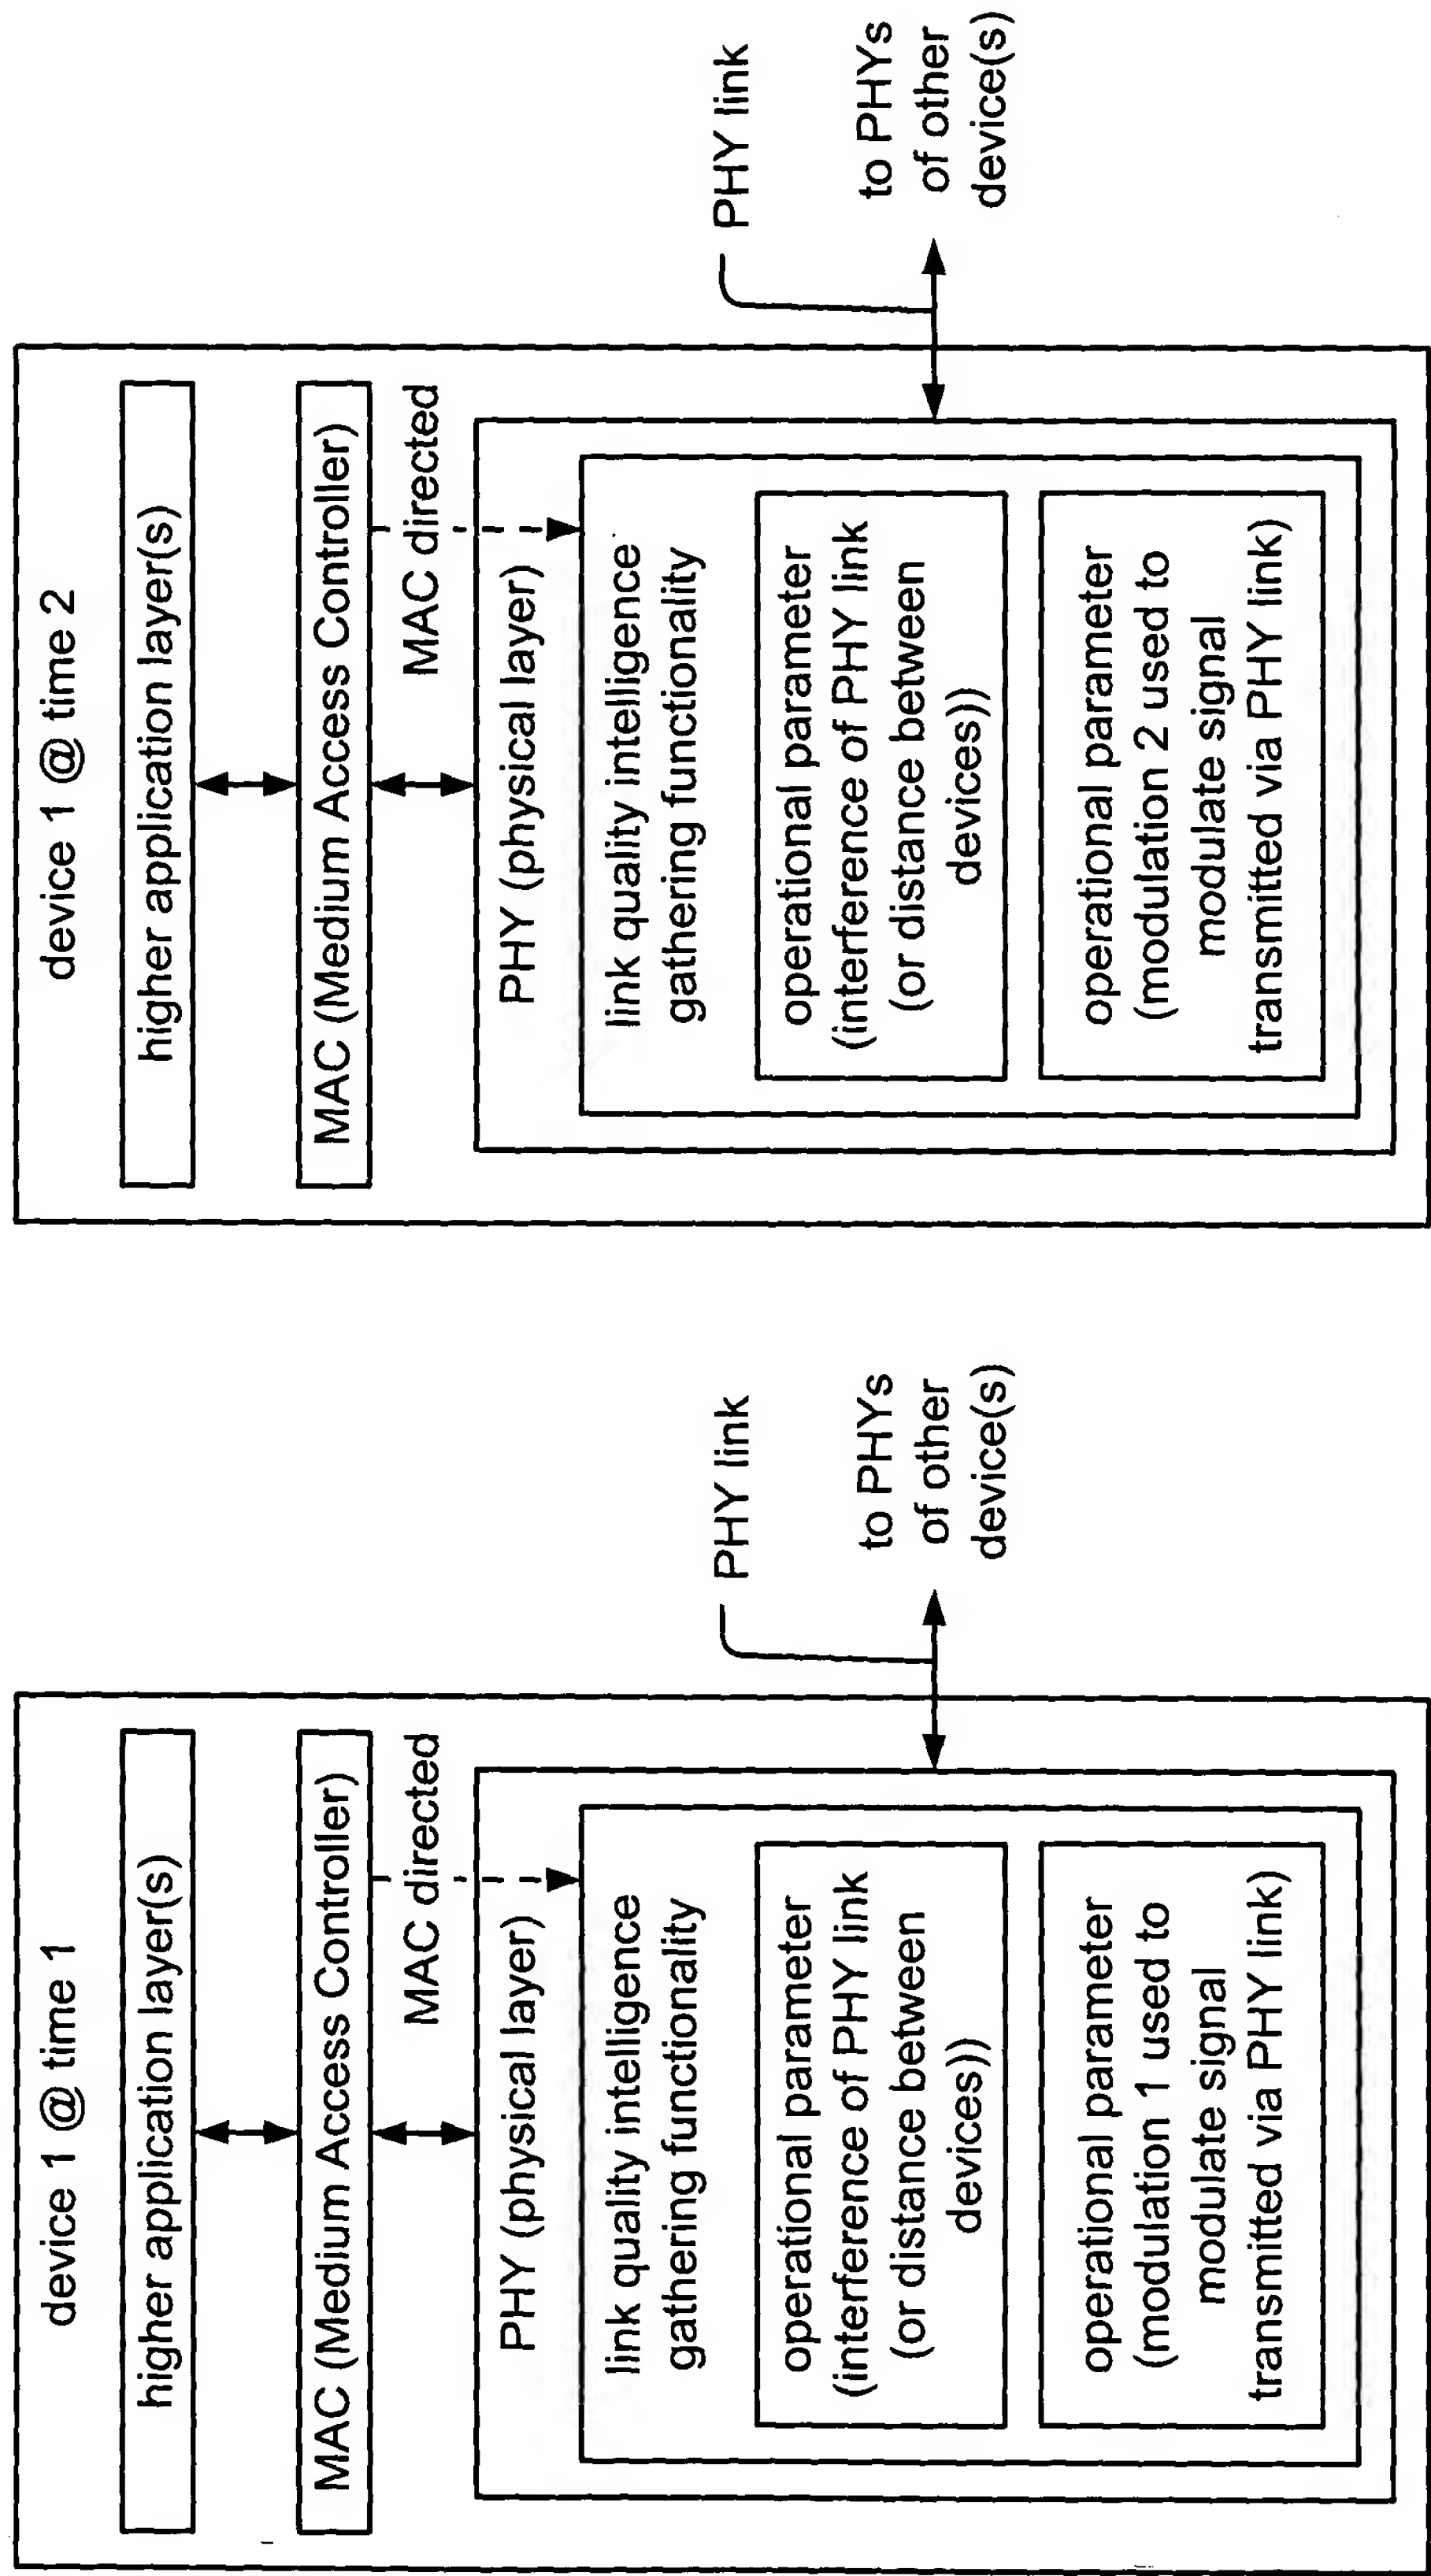 device 1 @ time 1
higher application layer(s)
MAC (Medium Access Controller)
MAC directed
PHY (physical layer)
link quality intelligence
gathering functionality
operational parameter
(interference of PHY link
(or distance between
devices))
operational parameter
(modulation 1 used to
modulate signal
transmitted via PHY link)
PHY link
to PHYs
of other
device(s)
device 1 @ time 2
higher application layer(s)
MAC (Medium Access Controller)
MAC directed
PHY (physical layer)
link quality intelligence
gathering functionality
operational parameter
(interference of PHY link
(or distance between
devices))
operational parameter
(modulation 2 used to
modulate signal
transmitted via PHY link)
PHY link
to PHYs
of other
device(s)